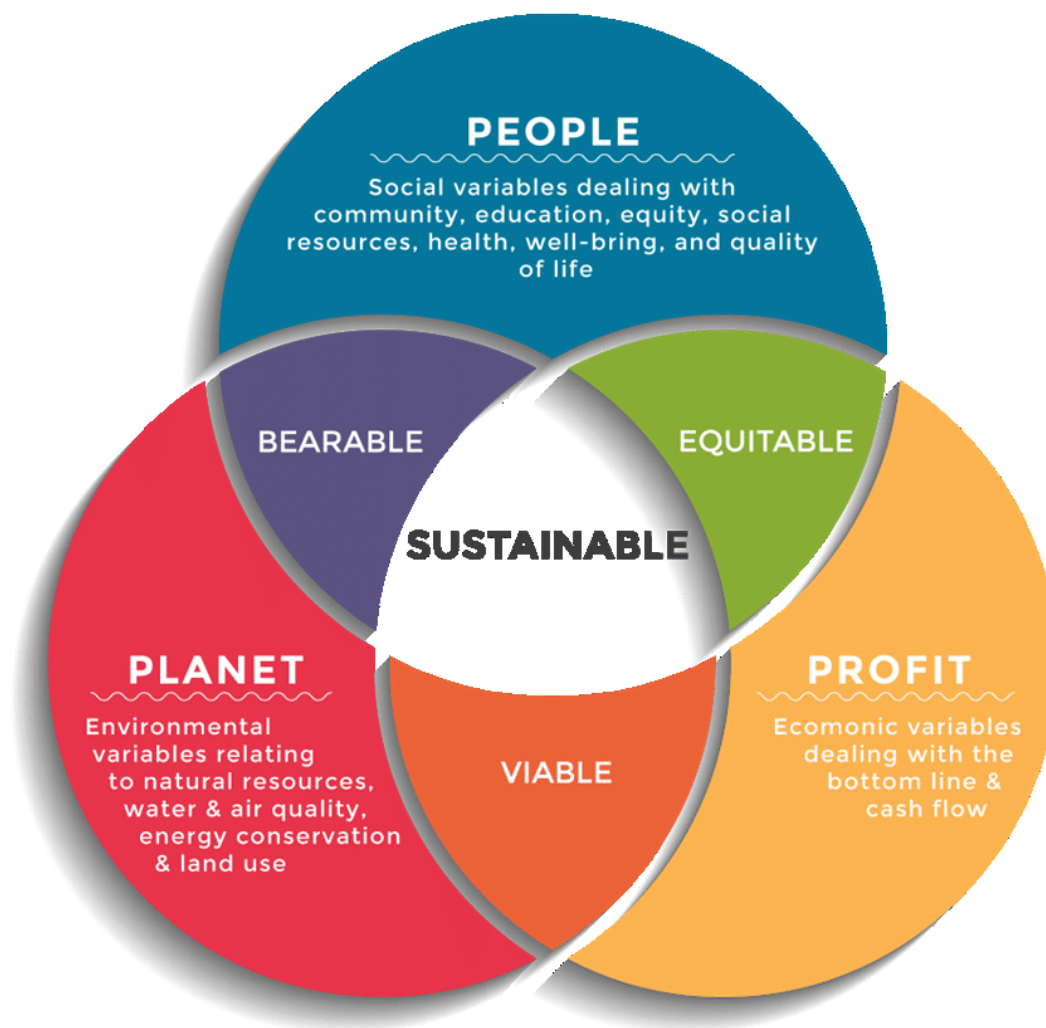 PEOPLE
Social variables dealing with
community, education, equity, social
resources, health, well-bring, and quality
of life
BEARABLE
EQUITABLE
SUSTAINABLE
PLANET
Environmental
variables relating
to natural resources,
water & air quality,
energy conservation
& land use
PROFIT
Ecomonic variables
dealing with the
bottom line &
cash flow
VIABLE